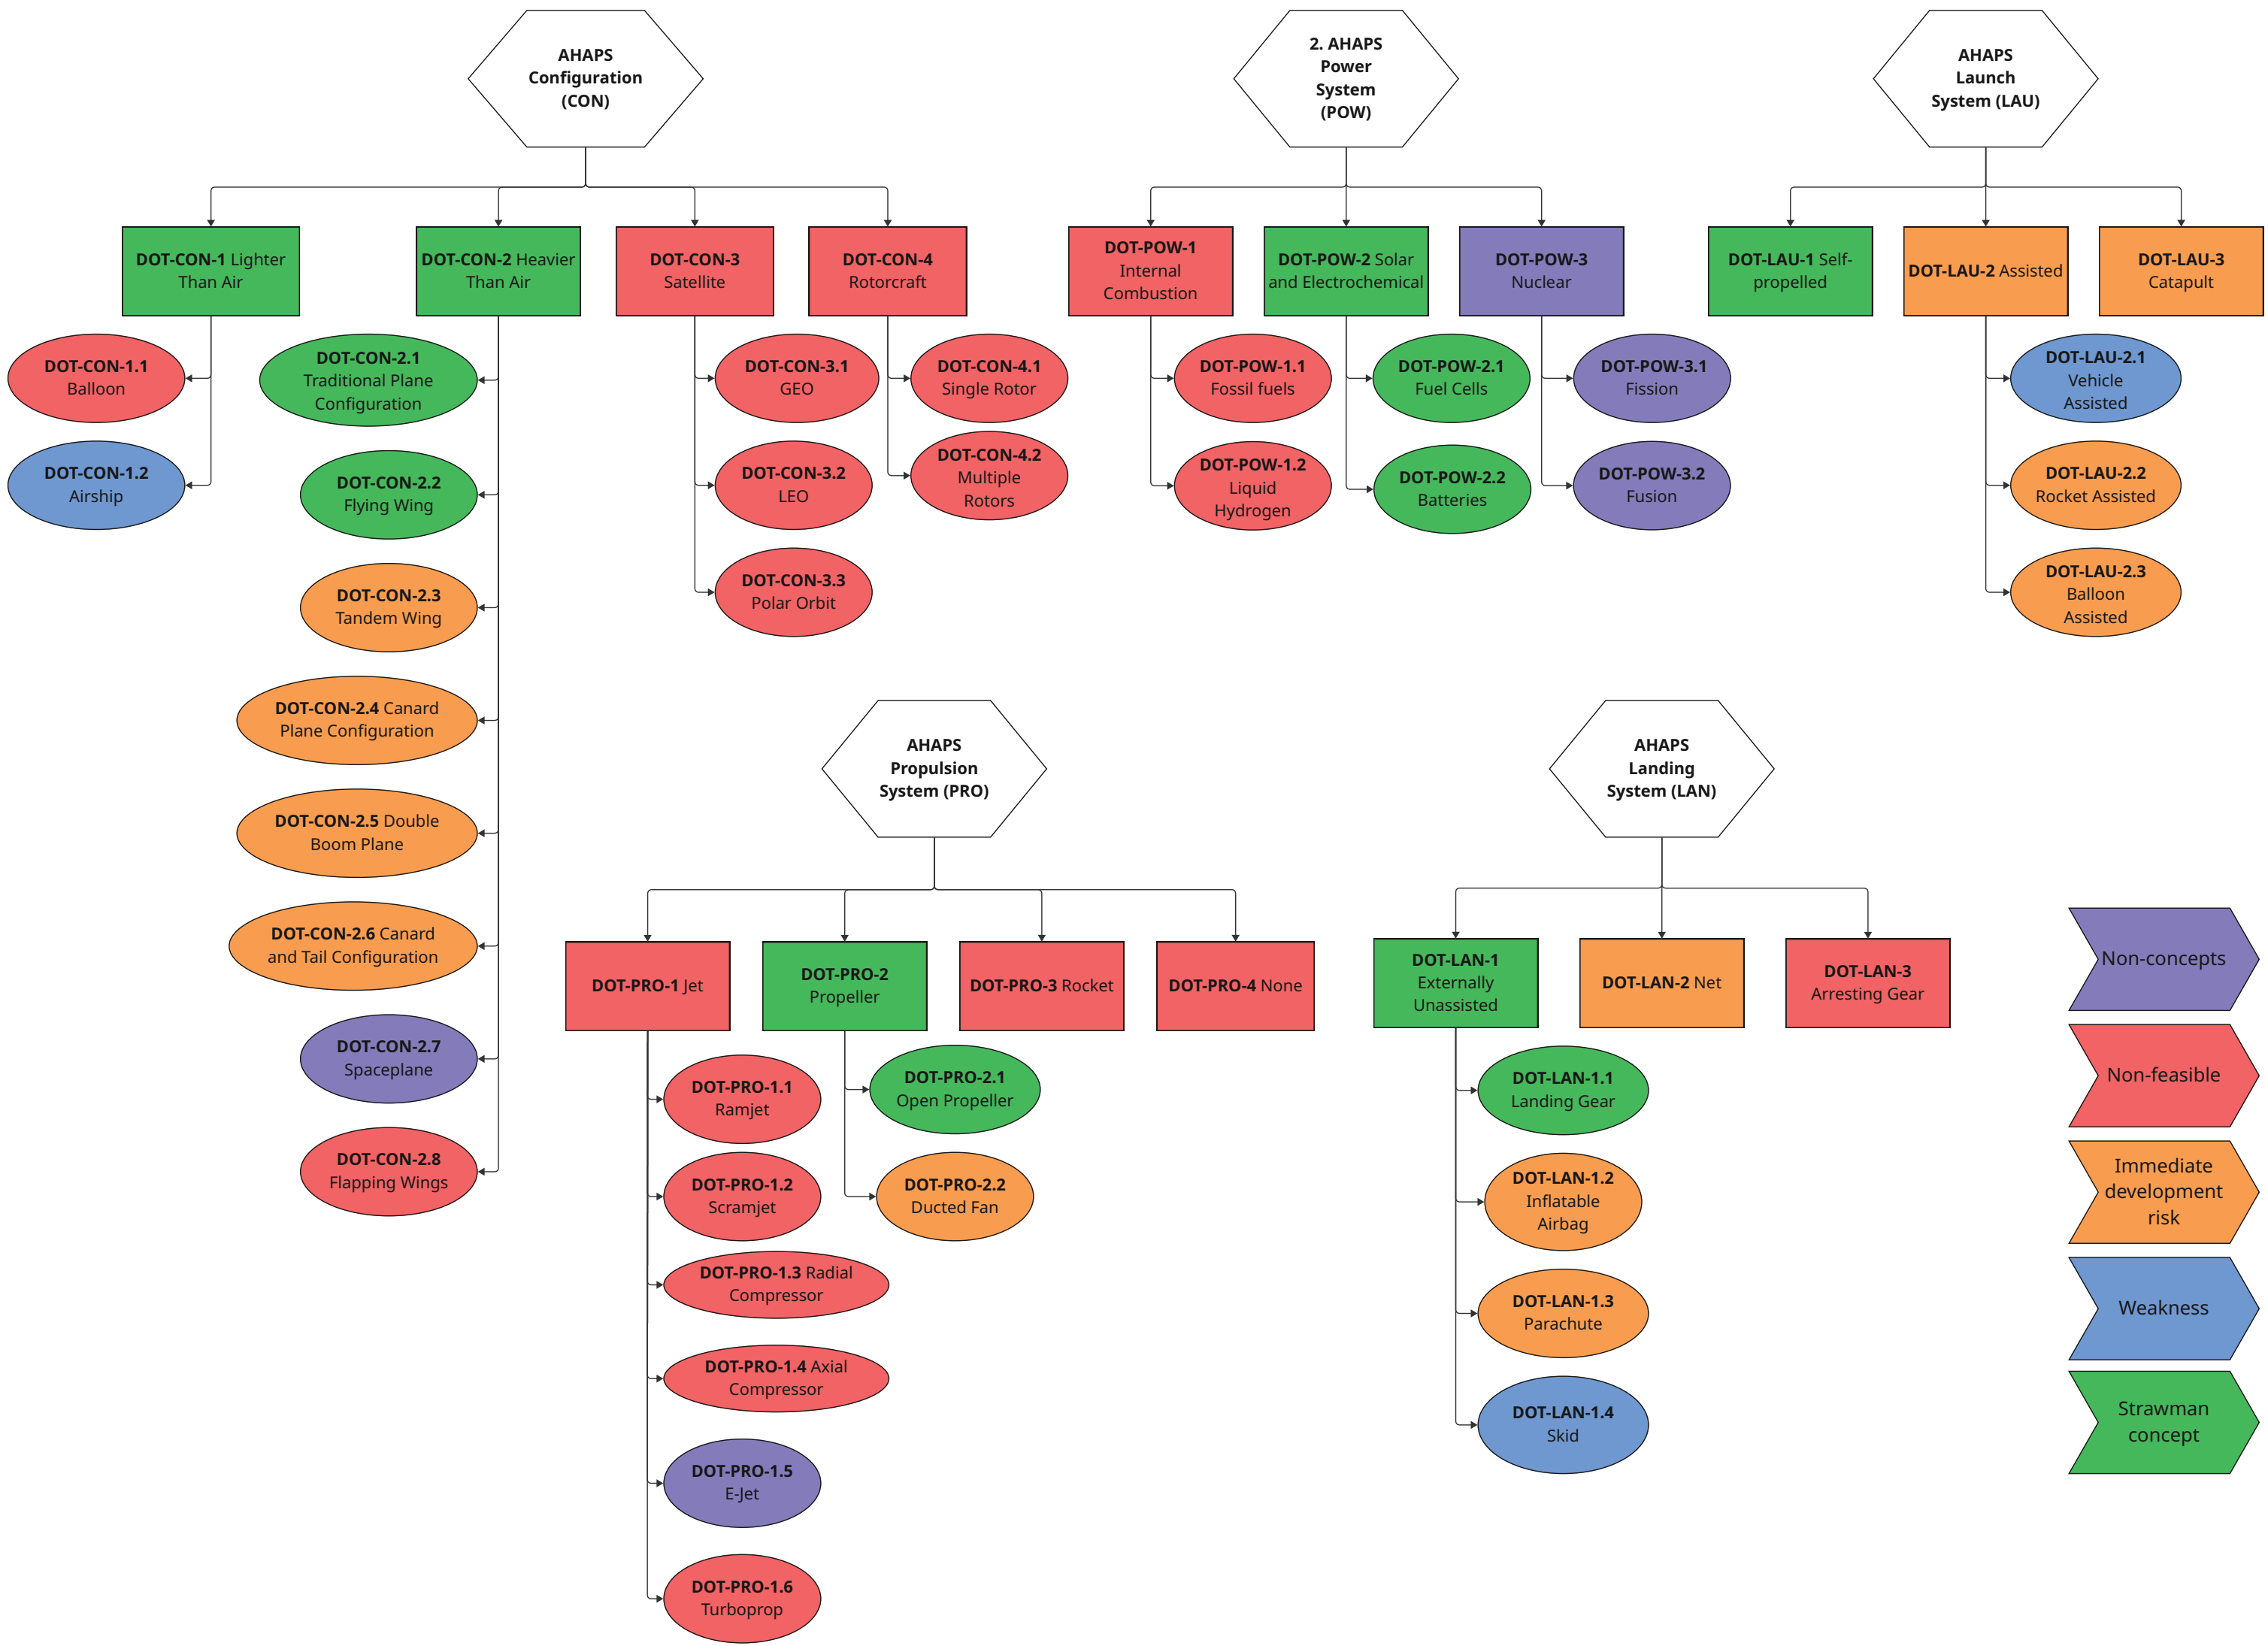 AHAPS
Configuration
(CON)
2. AHAPS
Power
System
(POW)
AHAPS
Launch
System (LAU)
DOT-CON-1 Lighter
Than Air
DOT-CON-2 Heavier
Than Air
DOT-CON-3
Satellite
DOT-CON-4
Rotorcraft
DOT-POW-1
Internal
Combustion
DOT-POW-2 Solar
and Electrochemical
DOT-POW-3
Nuclear
DOT-LAU-1 Self-
propelled
DOT-LAU-2 Assisted
DOT-LAU-3
Catapult
DOT-CON-1.1
Balloon
DOT-CON-1.2
Airship
DOT-CON-2.1
Traditional Plane
Configuration
DOT-CON-2.2
Flying Wing
DOT-CON-2.3
Tandem Wing
DOT-CON-2.4 Canard
Plane Configuration
DOT-CON-2.5 Double
Boom Plane
DOT-CON-2.6 Canard
and Tail Configuration
DOT-CON-2.7
Spaceplane
DOT-CON-2.8
Flapping Wings
DOT-CON-3.1
GEO
DOT-CON-3.2
LEO
DOT-CON-3.3
Polar Orbit
DOT-CON-4.1
Single Rotor
DOT-CON-4.2
Multiple
Rotors
DOT-POW-1.1
Fossil fuels
DOT-POW-1.2
Liquid
Hydrogen
DOT-POW-2.1
Fuel Cells
DOT-POW-2.2
Batteries
DOT-POW-3.1
Fission
DOT-POW-3.2
Fusion
DOT-LAU-2.1
Vehicle
Assisted
DOT-LAU-2.2
Rocket Assisted
DOT-LAU-2.3
Balloon
Assisted
AHAPS
Propulsion
System (PRO)
AHAPS
Landing
System (LAN)
DOT-PRO-1 Jet
DOT-PRO-2
Propeller
DOT-PRO-3 Rocket
DOT-PRO-4 None
DOT-LAN-1
Externally
Unassisted
DOT-LAN-2 Net
DOT-LAN-3
Arresting Gear
DOT-PRO-1.1
Ramjet
DOT-PRO-1.2
Scramjet
DOT-PRO-1.3 Radial
Compressor
DOT-PRO-1.4 Axial
Compressor
DOT-PRO-1.5
E-Jet
DOT-PRO-1.6
Turboprop
DOT-PRO-2.1
Open Propeller
DOT-PRO-2.2
Ducted Fan
DOT-LAN-1.1
Landing Gear
DOT-LAN-1.2
Inflatable
Airbag
DOT-LAN-1.3
Parachute
DOT-LAN-1.4
Skid
Non-concepts
Non-feasible
Immediate
development
risk
Weakness
Strawman
concept